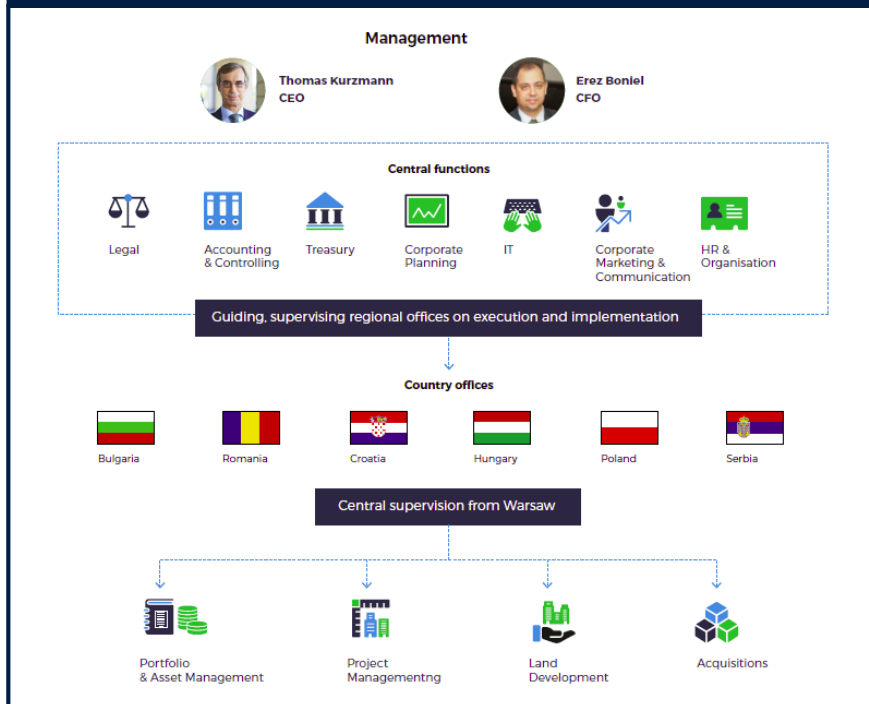 Management
Thomas Kurzmann
CEO
Erez Boniel
CFO
Central functions
Legal
Accounting
& Controlling
Treasury
Corporate
Planning
IT
Corporate
Marketing &
Communication
HR &
Organisation
Guiding, supervising regional offices on execution and implementation
Country offices
Bulgaria
Romania
Croatia
Hungary
Poland
Serbia
Central supervision from Warsaw
Portfolio
& Asset Management
Project
Managementng
Land
Development
Acquisitions